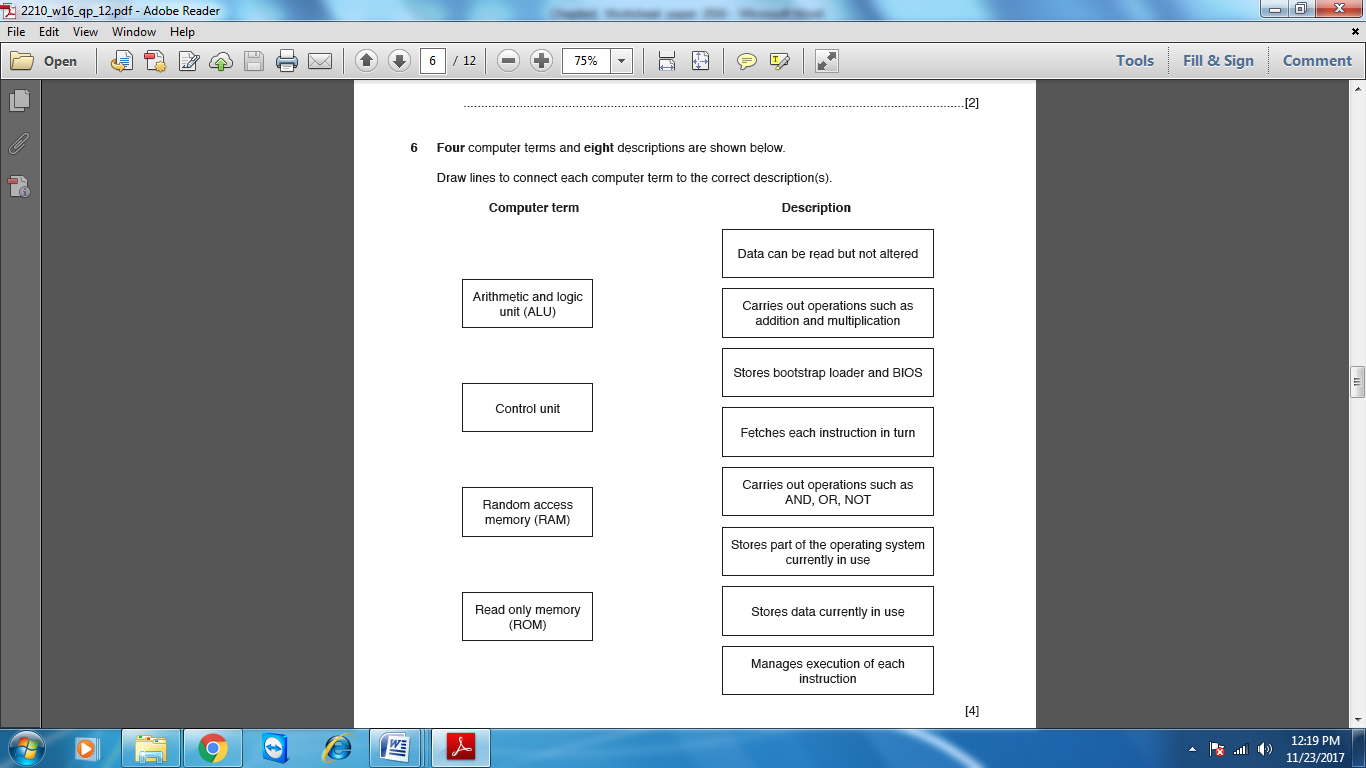 2210_w16_qp_12.pdf - Adobe Reader
File Edit View Window Help
Open
6 / 12
75%
Tools
Fill & Sign
Comment
[2]
6 Four computer terms and eight descriptions are shown below.
Draw lines to connect each computer term to the correct description(s).
Computer term
Description
Data can be read but not altered
Arithmetic and logic
unit (ALU)
Carries out operations such as
addition and multiplication
Stores bootstrap loader and BIOS
Control unit
Fetches each instruction in turn
Carries out operations such as
AND, OR, NOT
Random access
memory (RAM)
Stores part of the operating system
currently in use
Read only memory
(ROM)
Stores data currently in use
Manages execution of each
instruction
[4]
12:19 PM
11/23/2017